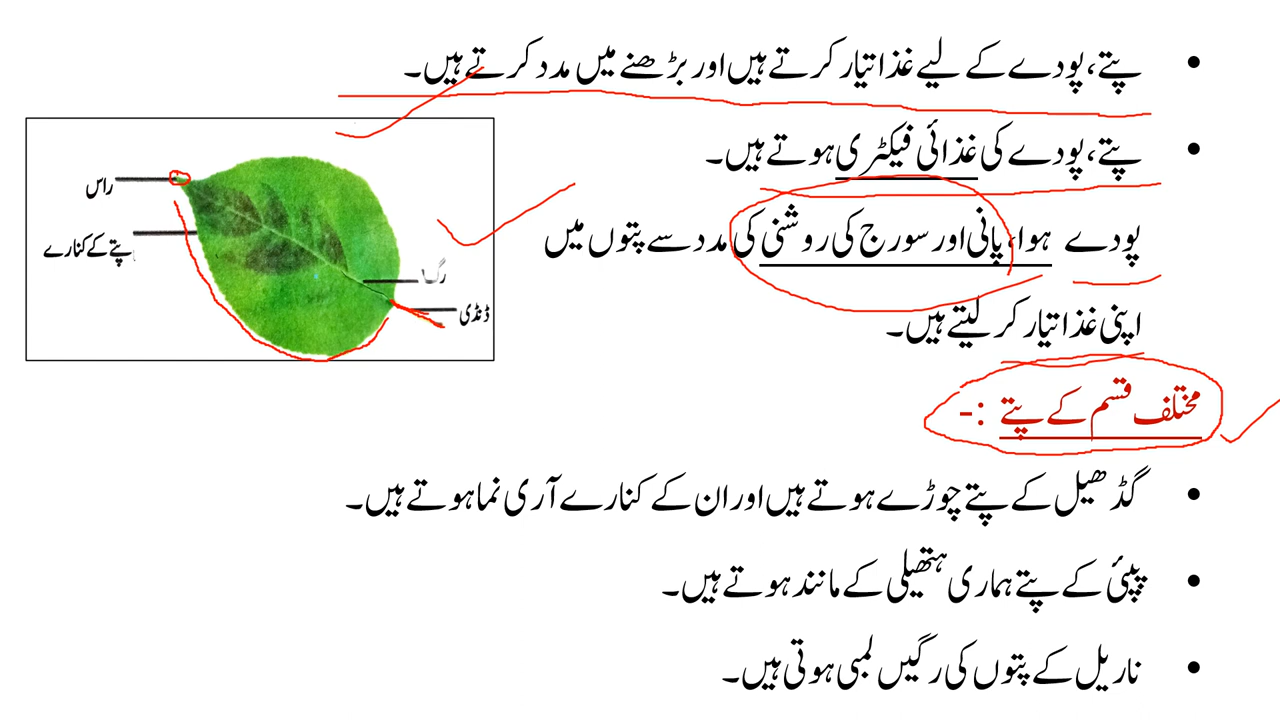 • پتے، پودے کے لیے غذا تیار کرتے ہیں اور بڑھنے میں مدد کرتے ہیں۔
• پتے، پودے کی غذائی فیکٹری ہوتے ہیں۔
پودے ہوا، پانی اور سورج کی روشنی کی مدد سے پتوں میں
اپنی غذا تیار کر لیتے ہیں۔
راس
پتے کے کنارے
رگ
ڈنڈی
مختلف قسم کے پتے :-
• گڈھیل کے پتے چوڑے ہوتے ہیں اور ان کے کنارے آری نما ہوتے ہیں۔
• پپئ کے پتے ہماری ہتھیلی کے مانند ہوتے ہیں۔
• ناریل کے پتوں کی رگیں لمبی ہوتی ہیں۔